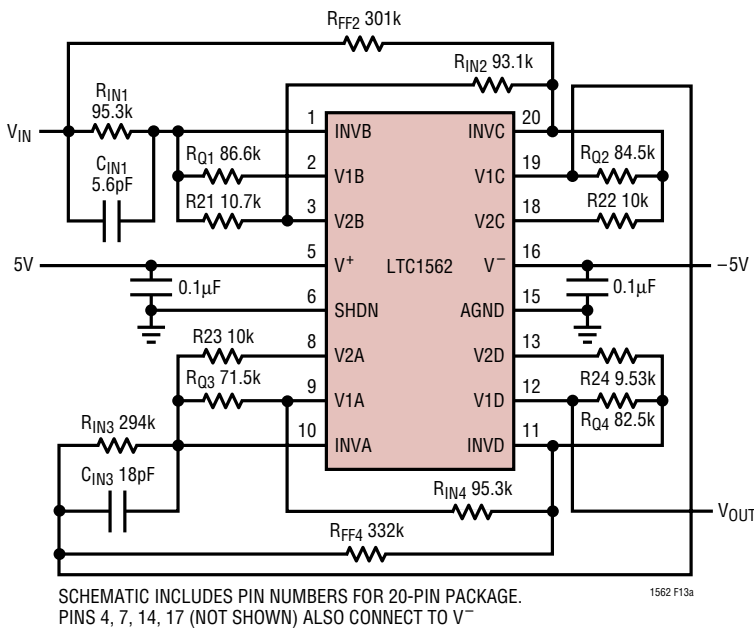 RFF2 301k
RIN2 93.1k
RIN1
95.3k
VIN
CIN1
5.6pF
RQ1 86.6k
R21 10.7k
1 INVB INVC 20
2 V1B V1C 19
3 V2B V2C 18
RQ2 84.5k
R22 10k
5V
5 V+ LTC1562 V− 16
−5V
0.1µF
0.1µF
6 SHDN AGND 15
R23 10k
8 V2A V2D 13
RQ3 71.5k
9 V1A V1D 12
R24 9.53k
RQ4 82.5k
RIN3 294k
10 INVA INVD 11
CIN3 18pF
RIN4 95.3k
VOUT
RFF4 332k
SCHEMATIC INCLUDES PIN NUMBERS FOR 20-PIN PACKAGE.
PINS 4, 7, 14, 17 (NOT SHOWN) ALSO CONNECT TO V−
1562 F13a